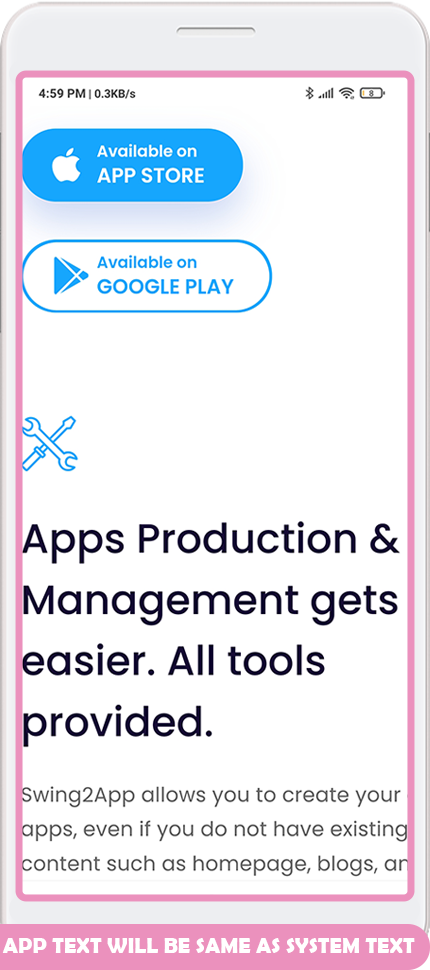 4:59 PM | 0.3KB/s
8
Available on
APP STORE
Available on
GOOGLE PLAY
Apps Production &
Management gets
easier. All tools
provided.
Swing2App allows you to create your
apps, even if you do not have existing
content such as homepage, blogs, an
APP TEXT WILL BE SAME AS SYSTEM TEXT